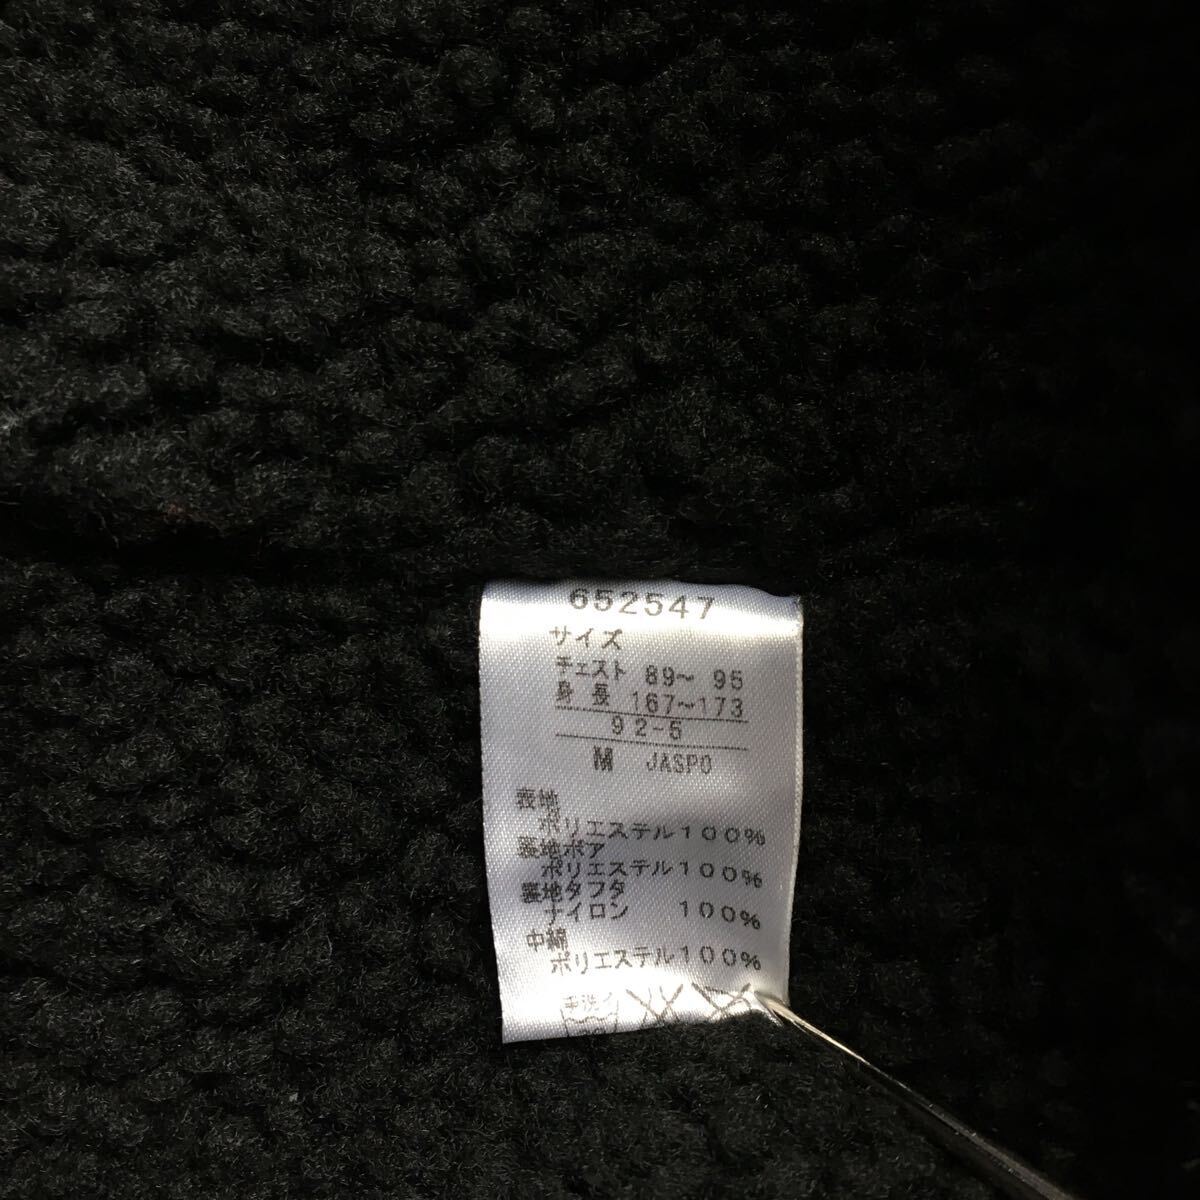 652547
サイズ
チェスト 89～ 95
身 長 167～173
92-5
M JASPO
表地
ポリエステル100%
裏地ボア
ポリエステル100%
裏地タフタ
ナイロン 100%
中綿
ポリエステル100%
手洗イ